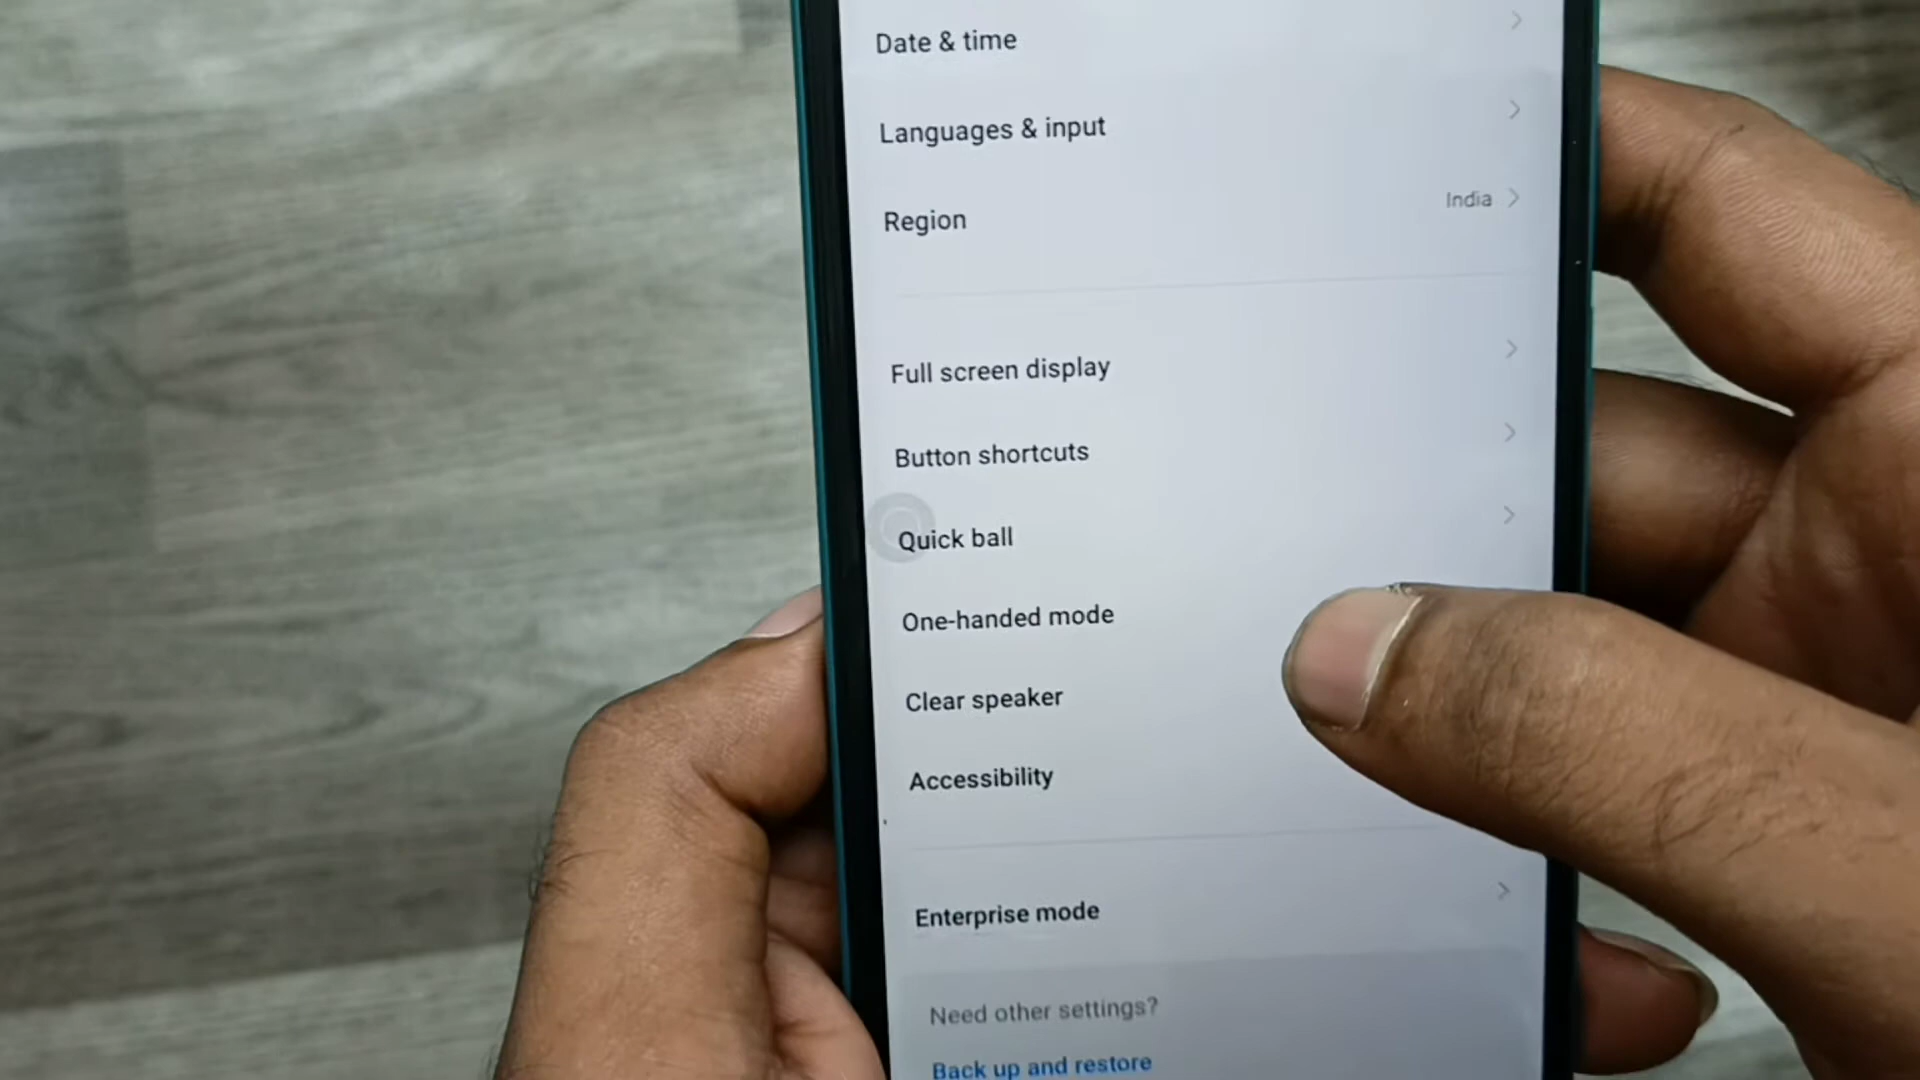 Date & time
Languages & input
Region
India
Full screen display
Button shortcuts
Quick ball
One-handed mode
Clear speaker
Accessibility
Enterprise mode
Need other settings?
Back up and restore